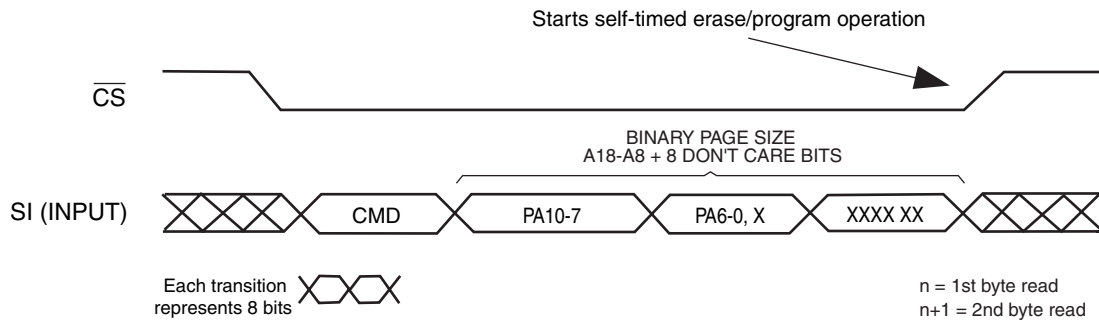 Starts self-timed erase/program operation
CS
BINARY PAGE SIZE
A18-A8 + 8 DON'T CARE BITS
SI (INPUT)
CMD
PA10-7
PA6-0, X
XXXX XX
Each transition
represents 8 bits
n = 1st byte read
n+1 = 2nd byte read